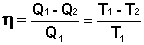 η = (Q₁ - Q₂) / Q₁ = (T₁ - T₂) / T₁